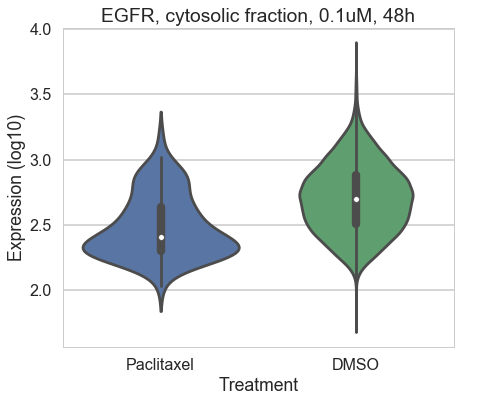 EGFR, cytosolic fraction, 0.1uM, 48h
Expression (log10)
4.0
3.5
3.0
2.5
2.0
Paclitaxel DMSO
Treatment